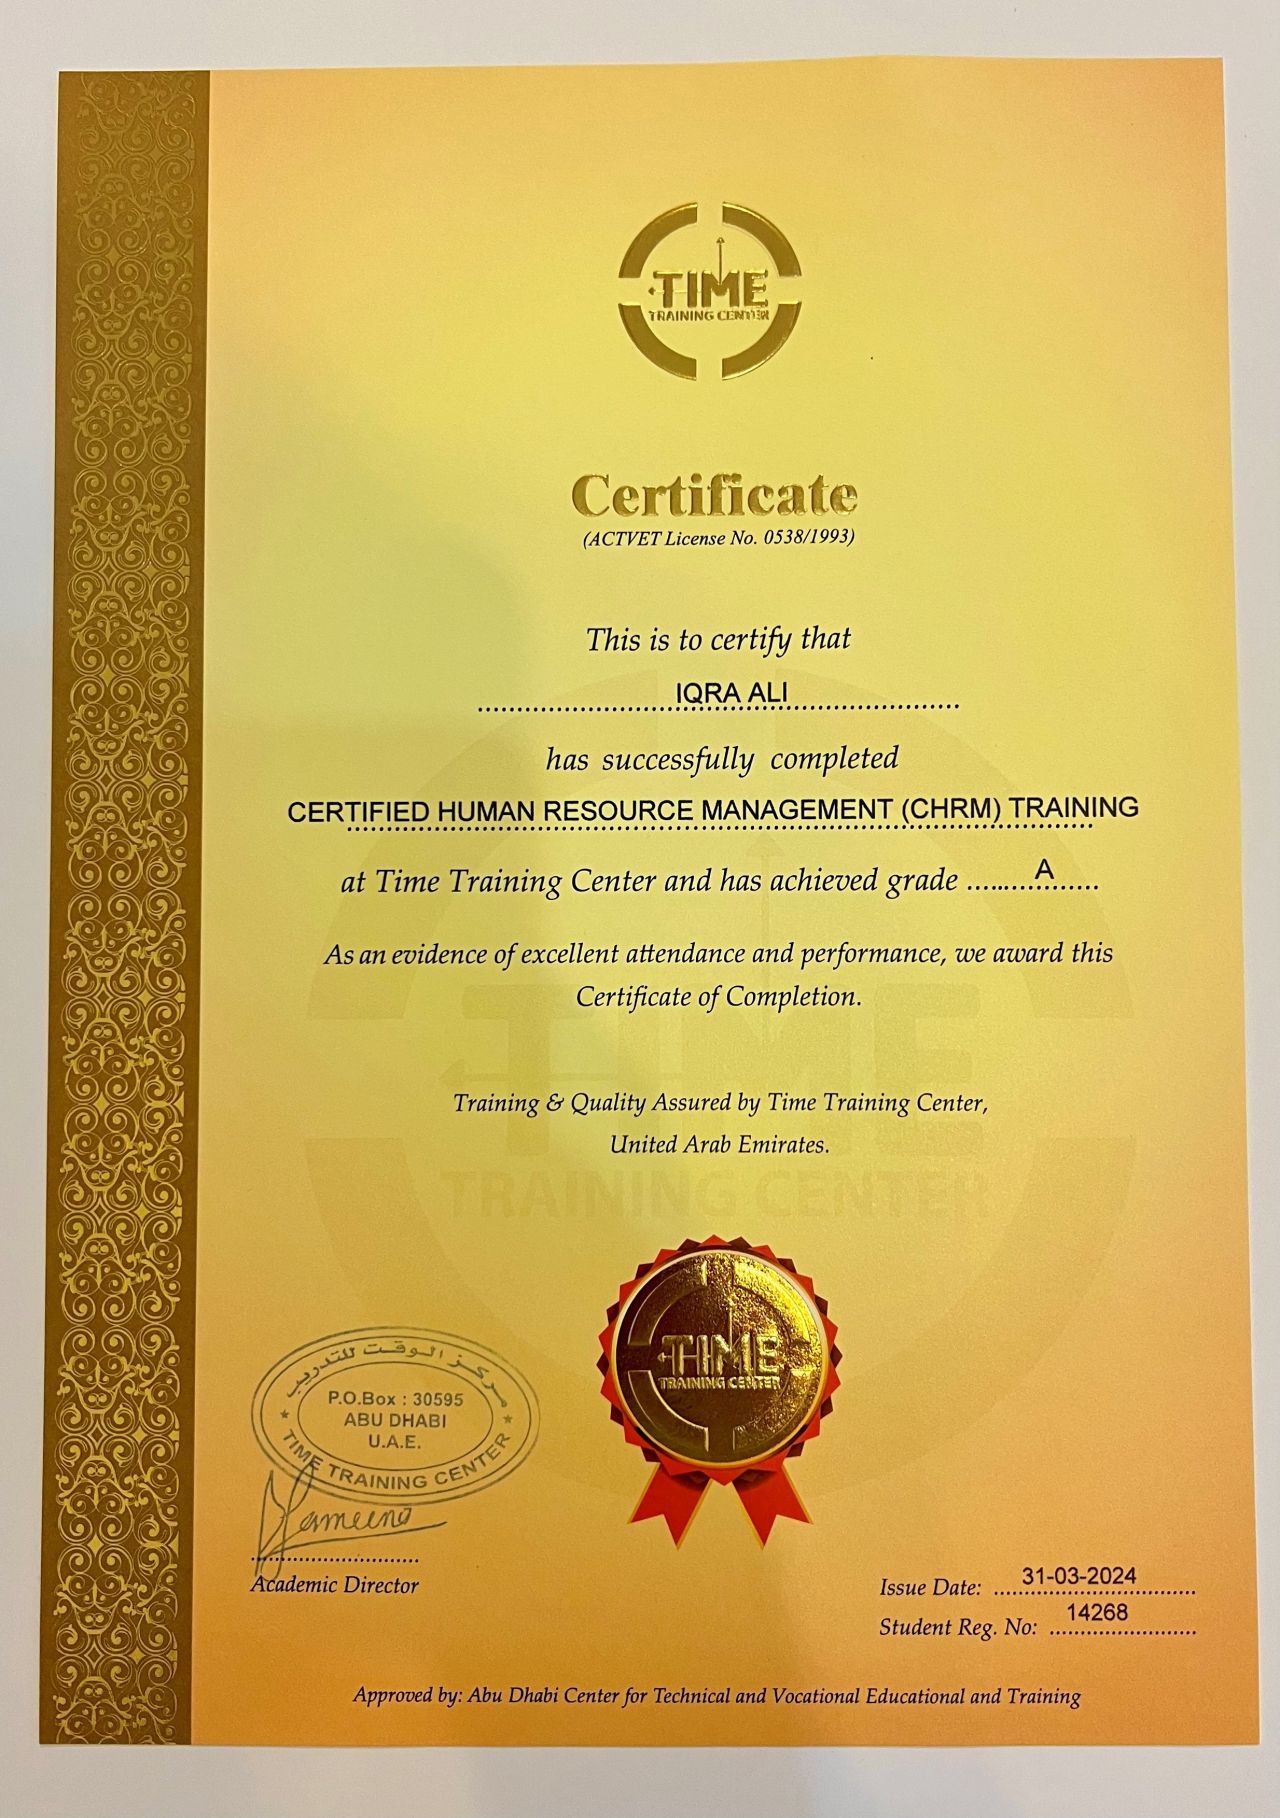 TIME
TRAINING CENTER
Certificate
(ACTVET License No. 0538/1993)
This is to certify that
IQRA ALI
has successfully completed
CERTIFIED HUMAN RESOURCE MANAGEMENT (CHRM) TRAINING
at Time Training Center and has achieved grade ........A........
As an evidence of excellent attendance and performance, we award this
Certificate of Completion.
Training & Quality Assured by Time Training Center,
United Arab Emirates.
TIME
TRAINING CENTER
TIME
TRAINING CENTER
مركز الوقت للتدريب
P.O.Box : 30595
ABU DHABI
U.A.E.
TIME TRAINING CENTER
Academic Director
Issue Date: 31-03-2024
Student Reg. No: 14268
Approved by: Abu Dhabi Center for Technical and Vocational Educational and Training